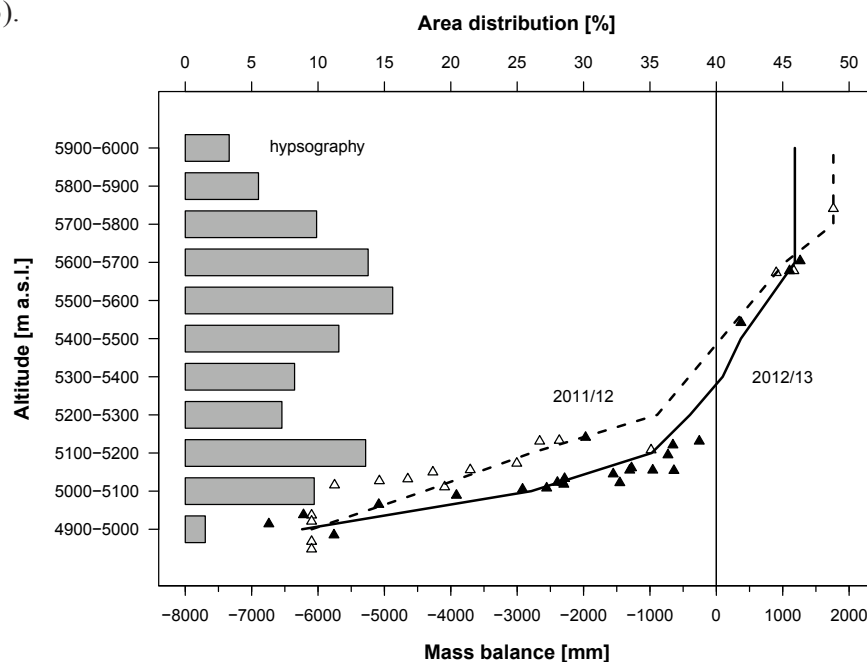 ).
Area distribution [%]
0 5 10 15 20 25 30 35 40 45 50
Altitude [m a.s.l.]
5900−6000
5800−5900
5700−5800
5600−5700
5500−5600
5400−5500
5300−5400
5200−5300
5100−5200
5000−5100
4900−5000
hypsography
2011/12
2012/13
−8000 −7000 −6000 −5000 −4000 −3000 −2000 −1000 0 1000 2000
Mass balance [mm]